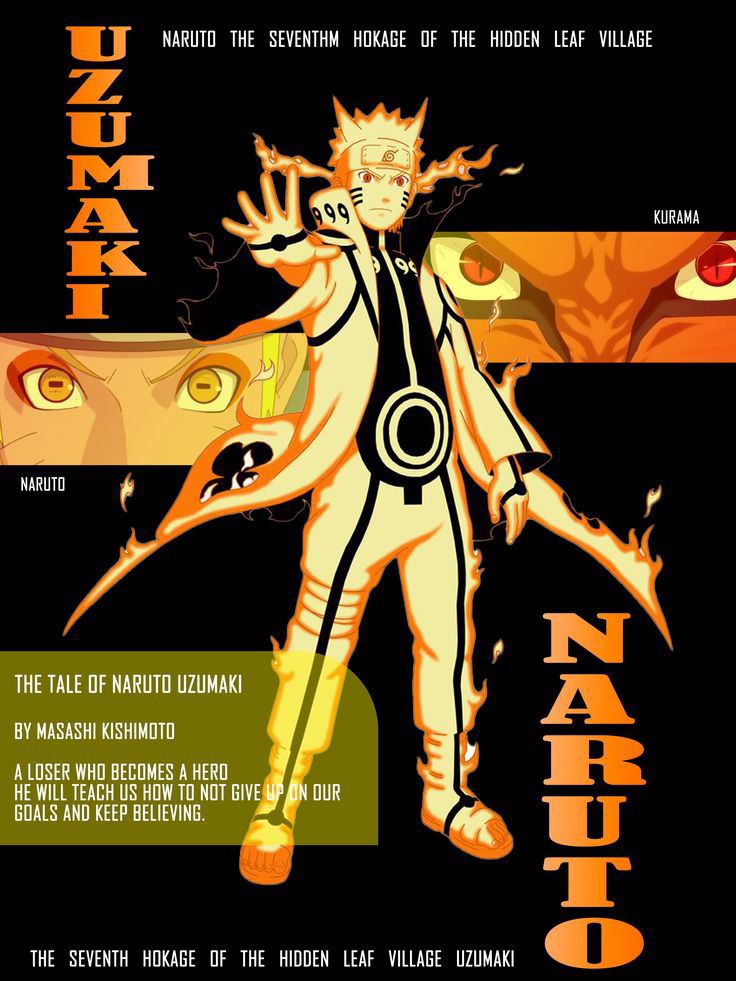 UZUMAKI
NARUTO THE SEVENTHM HOKAGE OF THE HIDDEN LEAF VILLAGE
KURAMA
999
99
NARUTO
THE TALE OF NARUTO UZUMAKI
BY MASASHI KISHIMOTO
A LOSER WHO BECOMES A HERO
HE WILL TEACH US HOW TO NOT GIVE UP ON OUR
GOALS AND KEEP BELIEVING.
NARUTO
THE SEVENTH HOKAGE OF THE HIDDEN LEAF VILLAGE UZUMAKI